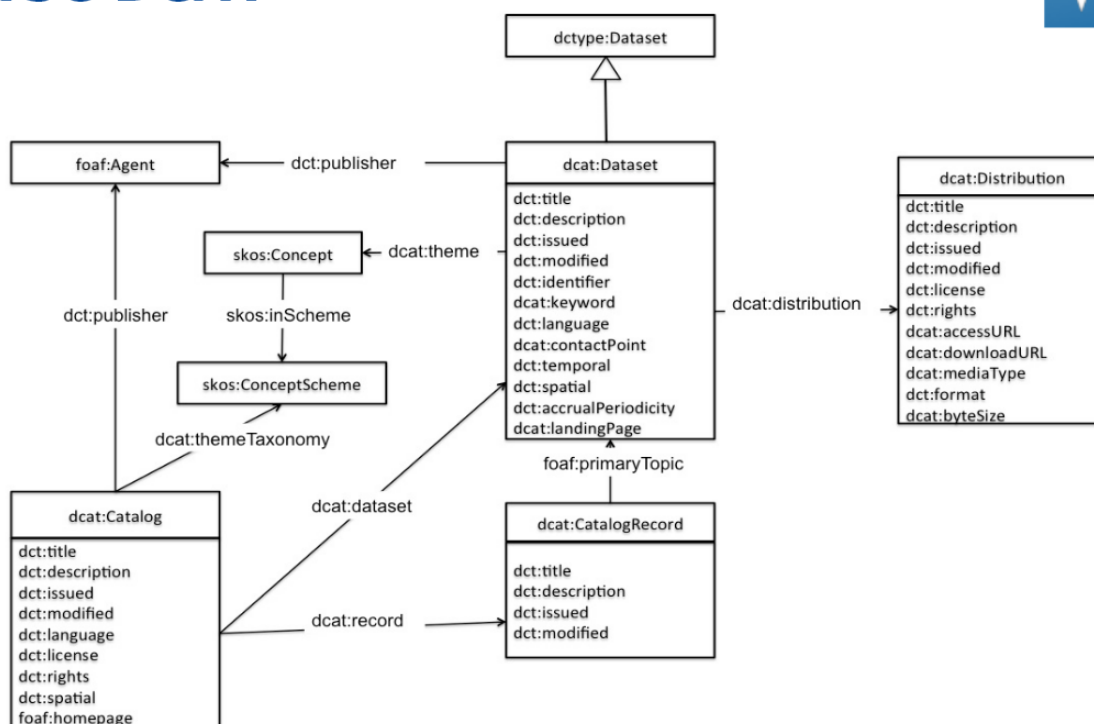 dctype:Dataset
foaf:Agent
dct:publisher
dcat:Dataset
dct:title
dct:description
dct:issued
dct:modified
dct:identifier
dcat:keyword
dct:language
dcat:contactPoint
dct:temporal
dct:spatial
dct:accrualPeriodicity
dcat:landingPage
dcat:Distribution
dct:title
dct:description
dct:issued
dct:modified
dct:license
dct:rights
dcat:accessURL
dcat:downloadURL
dcat:mediaType
dct:format
dcat:byteSize
skos:Concept
dcat:theme
dcat:distribution
dct:publisher
skos:inScheme
skos:ConceptScheme
dcat:themeTaxonomy
foaf:primaryTopic
dcat:dataset
dcat:Catalog
dct:title
dct:description
dct:issued
dct:modified
dct:language
dct:license
dct:rights
dct:spatial
foaf:homepage
dcat:CatalogRecord
dct:title
dct:description
dct:issued
dct:modified
dcat:record